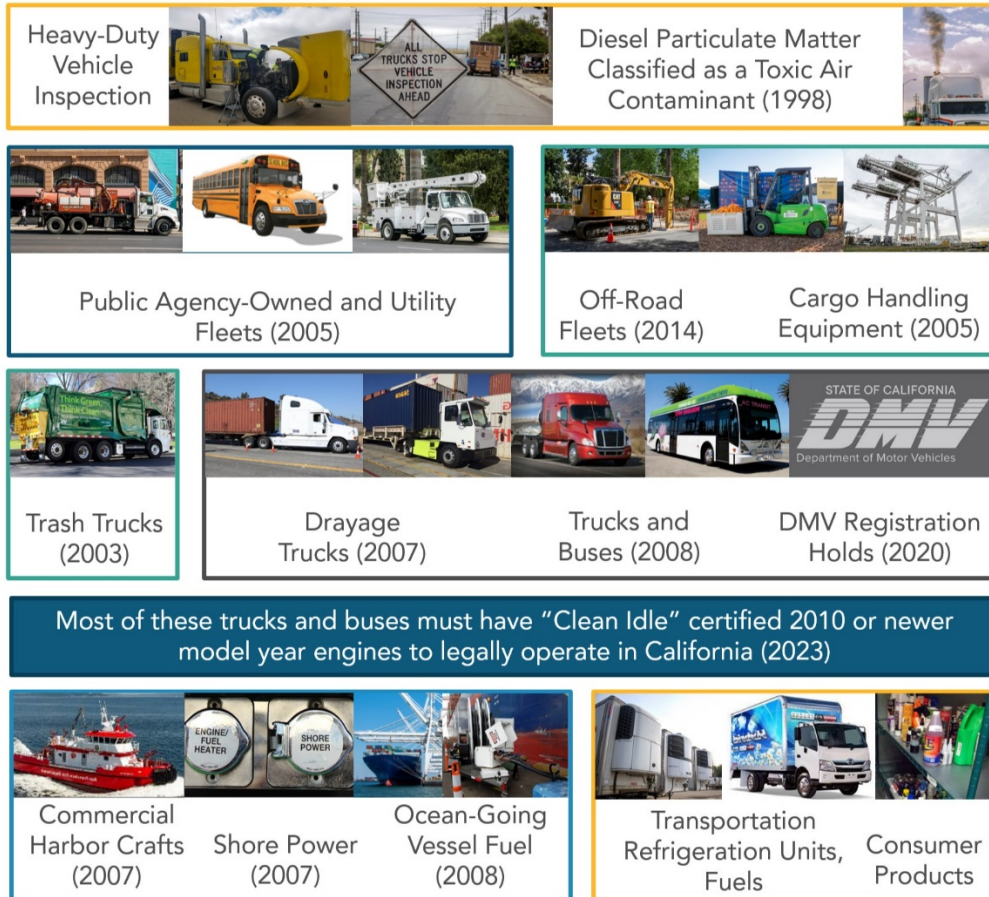 Heavy-Duty
Vehicle
Inspection
ALL
TRUCKS STOP
VEHICLE
INSPECTION
AHEAD
Diesel Particulate Matter
Classified as a Toxic Air
Contaminant (1998)
Public Agency-Owned and Utility
Fleets (2005)
CAT
Off-Road
Fleets (2014)
Cargo Handling
Equipment (2005)
Think Green.
Think Clean.
Trash Trucks
(2003)
Drayage
Trucks (2007)
Trucks and
Buses (2008)
AC TRANSIT
STATE OF CALIFORNIA
DMV
Department of Motor Vehicles
DMV Registration
Holds (2020)
Most of these trucks and buses must have “Clean Idle” certified 2010 or newer
model year engines to legally operate in California (2023)
Commercial
Harbor Crafts
(2007)
ENGINE/
FUEL
HEATER
SHORE
POWER
Shore Power
(2007)
Ocean-Going
Vessel Fuel
(2008)
Transportation
Refrigeration Units,
Fuels
Consumer
Products